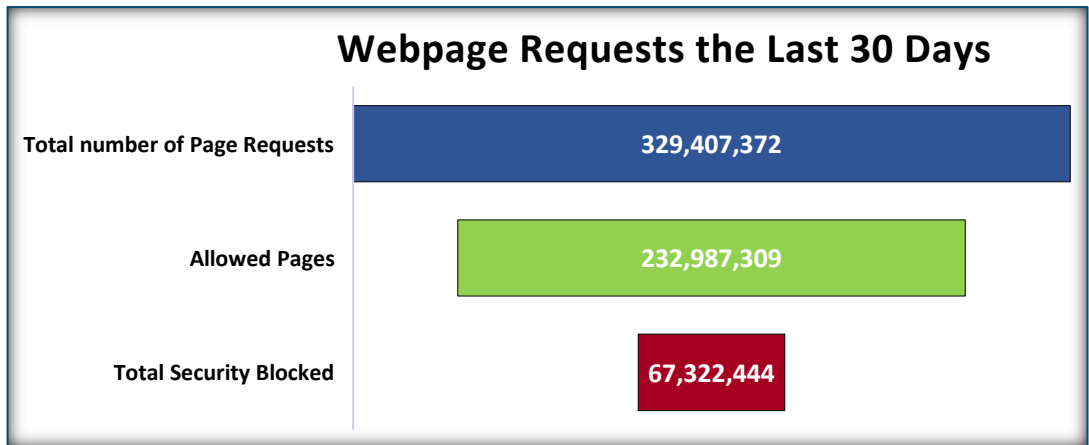 Webpage Requests the Last 30 Days
Total number of Page Requests
329,407,372
Allowed Pages
232,987,309
Total Security Blocked
67,322,444